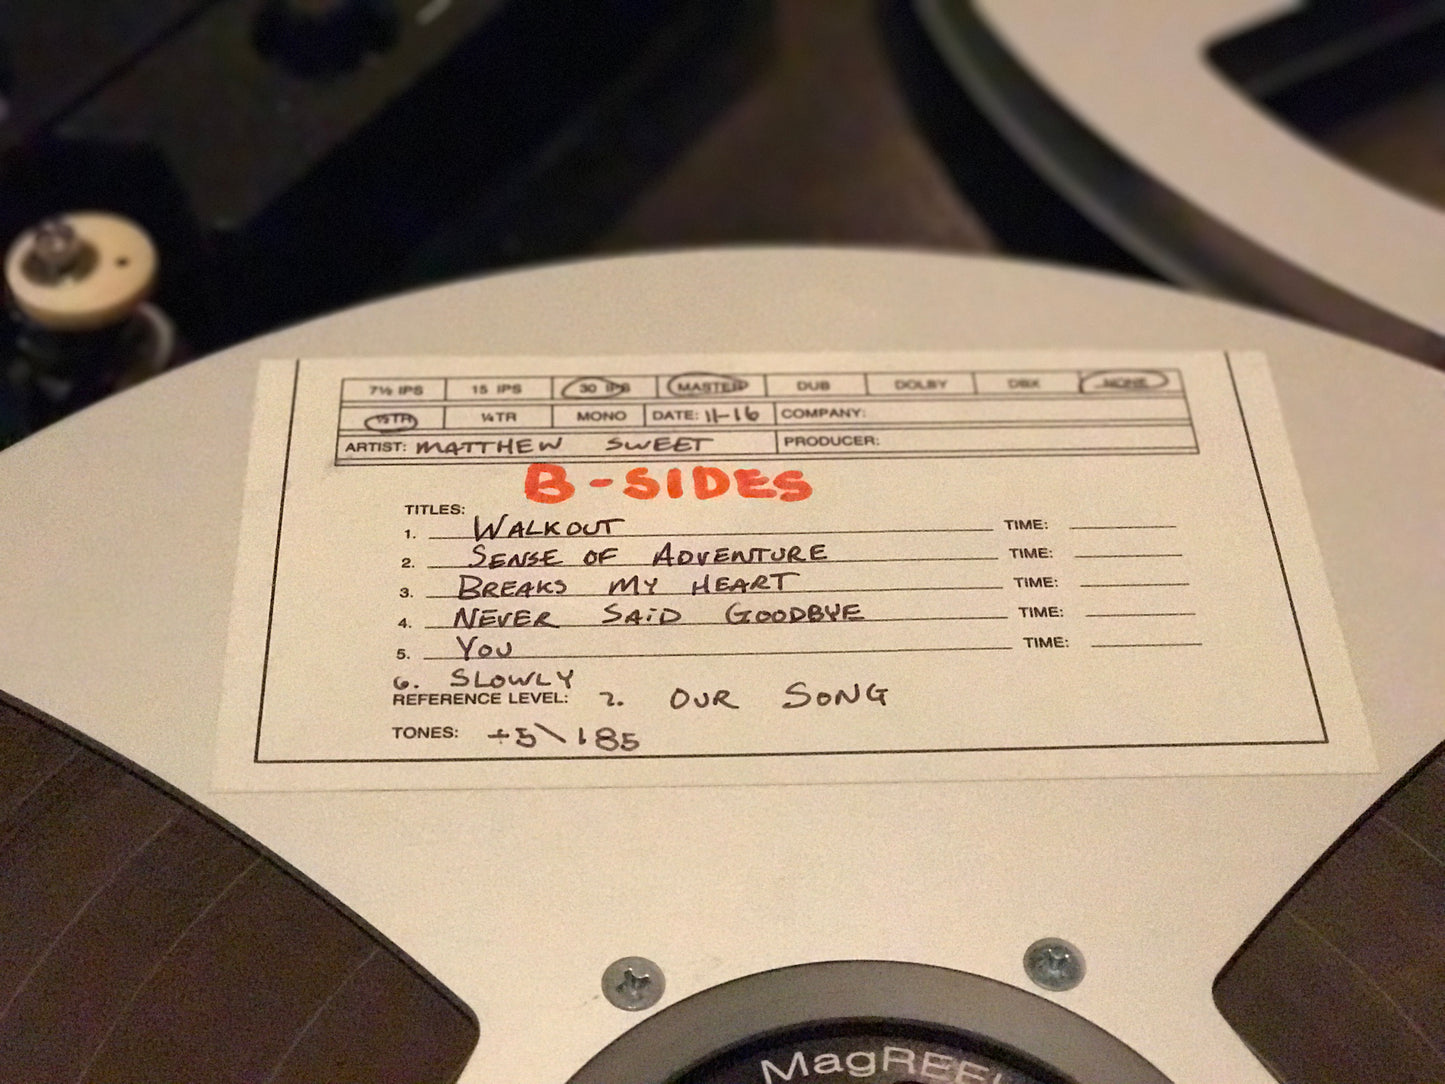 7½ IPS 15 IPS 30 IPS MASTER DUB DOLBY DBX NONE
½TR ¼TR MONO DATE: 11-16 COMPANY:
ARTIST: MATTHEW SWEET PRODUCER:
B-SIDES
TITLES:
1. WALKOUT TIME:
2. SENSE OF ADVENTURE TIME:
3. BREAKS MY HEART TIME:
4. NEVER SAID GOODBYE TIME:
5. YOU TIME:
6. SLOWLY
REFERENCE LEVEL: 7. OUR SONG
TONES: +5\185
MagREEL